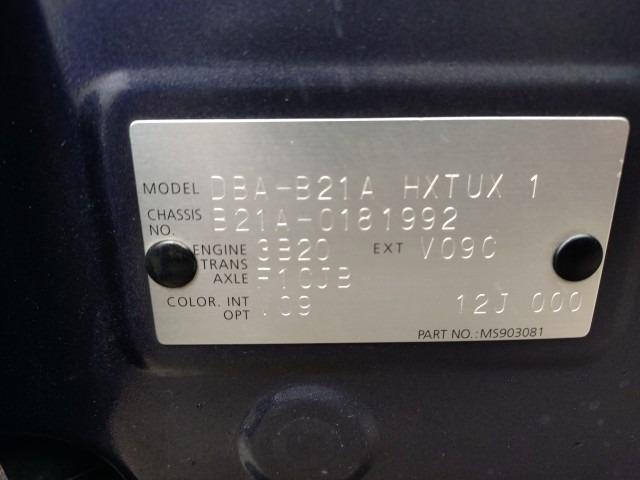 MODEL DBA-B21A HXTUX 1
CHASSIS NO. B21A-0181992
ENGINE 3B20 EXT V09C
TRANS AXLE F1CJB
COLOR. INT 09
OPT 12J 000
PART NO.:MS903081